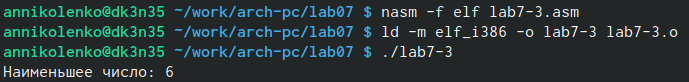 annikolenko@dk3n35 ~/work/arch-pc/lab07 $ nasm -f elf lab7-3.asm
annikolenko@dk3n35 ~/work/arch-pc/lab07 $ ld -m elf_i386 -o lab7-3 lab7-3.o
annikolenko@dk3n35 ~/work/arch-pc/lab07 $ ./lab7-3
Наименьшее число: 6